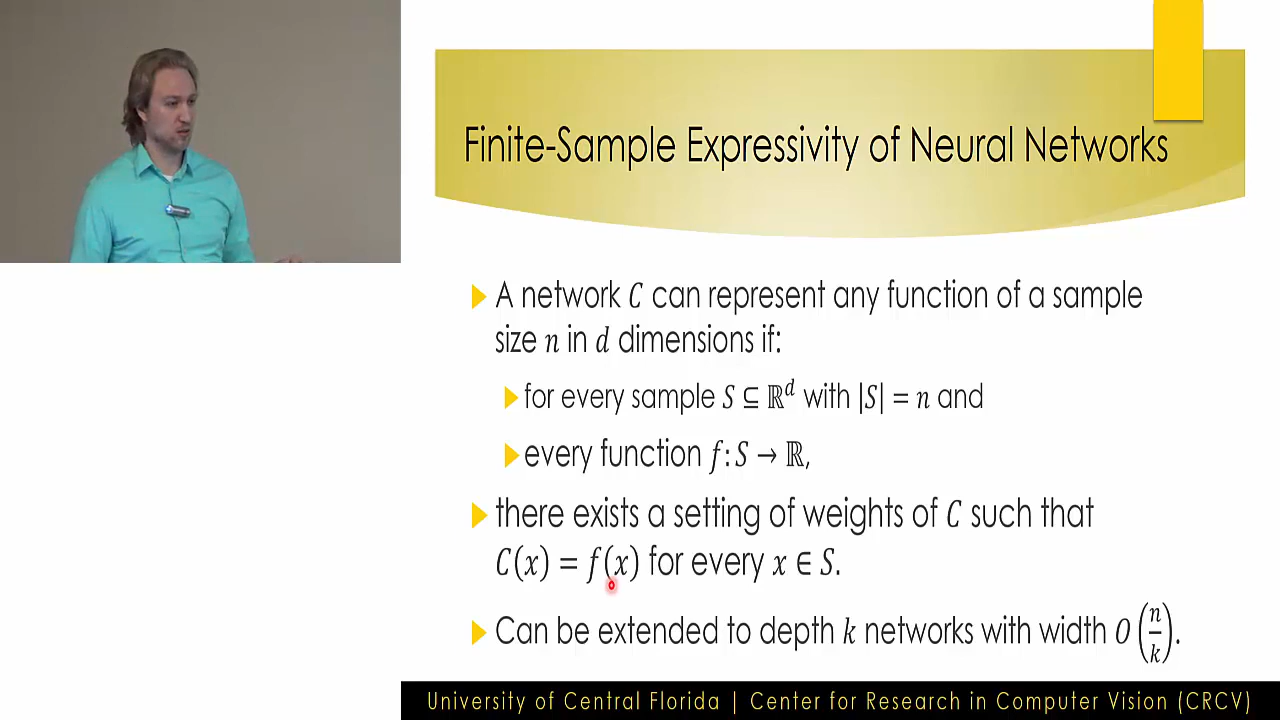 Finite-Sample Expressivity of Neural Networks
A network C can represent any function of a sample
size n in d dimensions if:
for every sample S ⊆ ℝ^d with |S| = n and
every function f: S → ℝ,
there exists a setting of weights of C such that
C(x) = f(x) for every x ∈ S.
Can be extended to depth k networks with width O(n/k).
University of Central Florida | Center for Research in Computer Vision (CRCV)